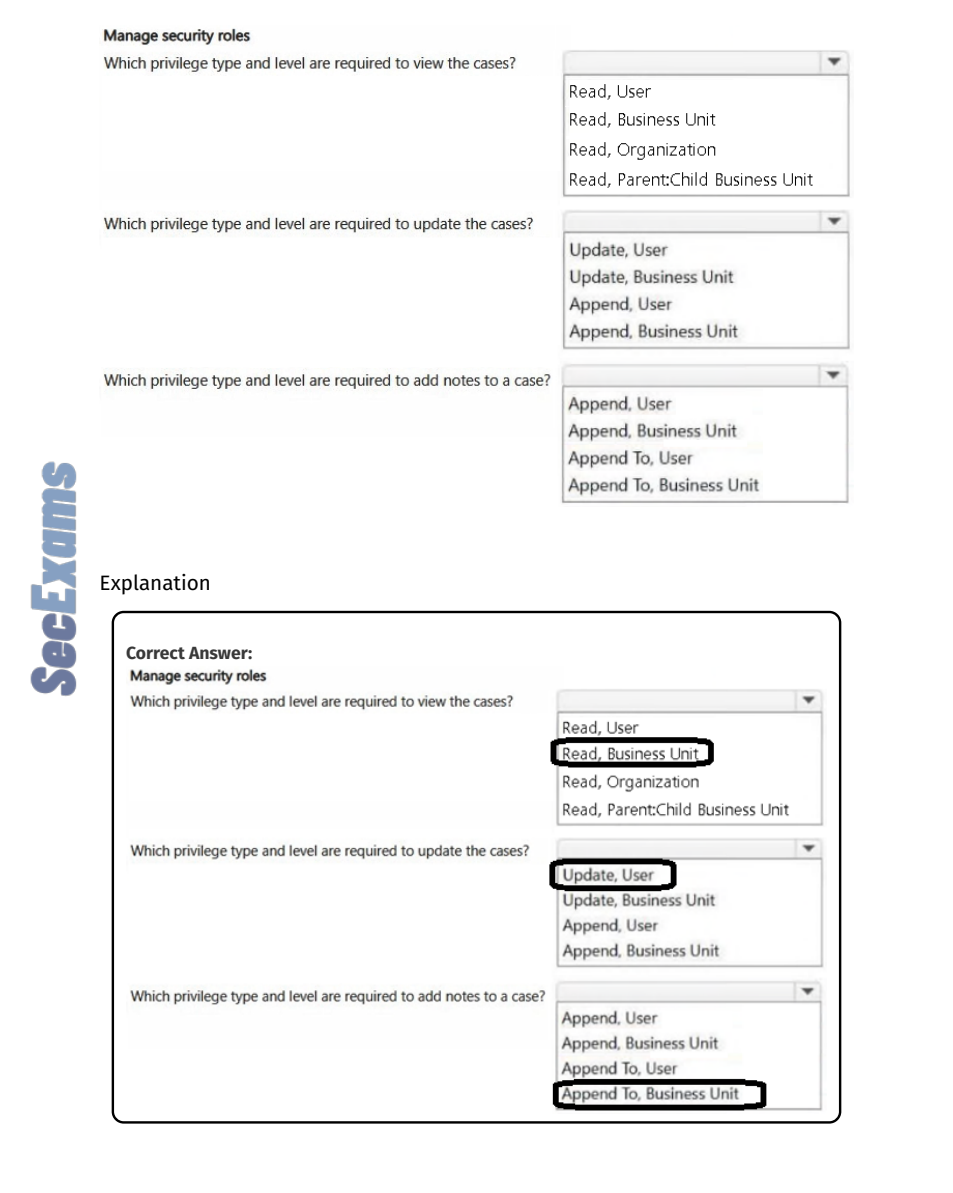 Manage security roles
Which privilege type and level are required to view the cases?
Read, User
Read, Business Unit
Read, Organization
Read, Parent:Child Business Unit
Which privilege type and level are required to update the cases?
Update, User
Update, Business Unit
Append, User
Append, Business Unit
Which privilege type and level are required to add notes to a case?
Append, User
Append, Business Unit
Append To, User
Append To, Business Unit
SecExams
Explanation
Correct Answer:
Manage security roles
Which privilege type and level are required to view the cases?
Read, User
Read, Business Unit
Read, Organization
Read, Parent:Child Business Unit
Which privilege type and level are required to update the cases?
Update, User
Update, Business Unit
Append, User
Append, Business Unit
Which privilege type and level are required to add notes to a case?
Append, User
Append, Business Unit
Append To, User
Append To, Business Unit